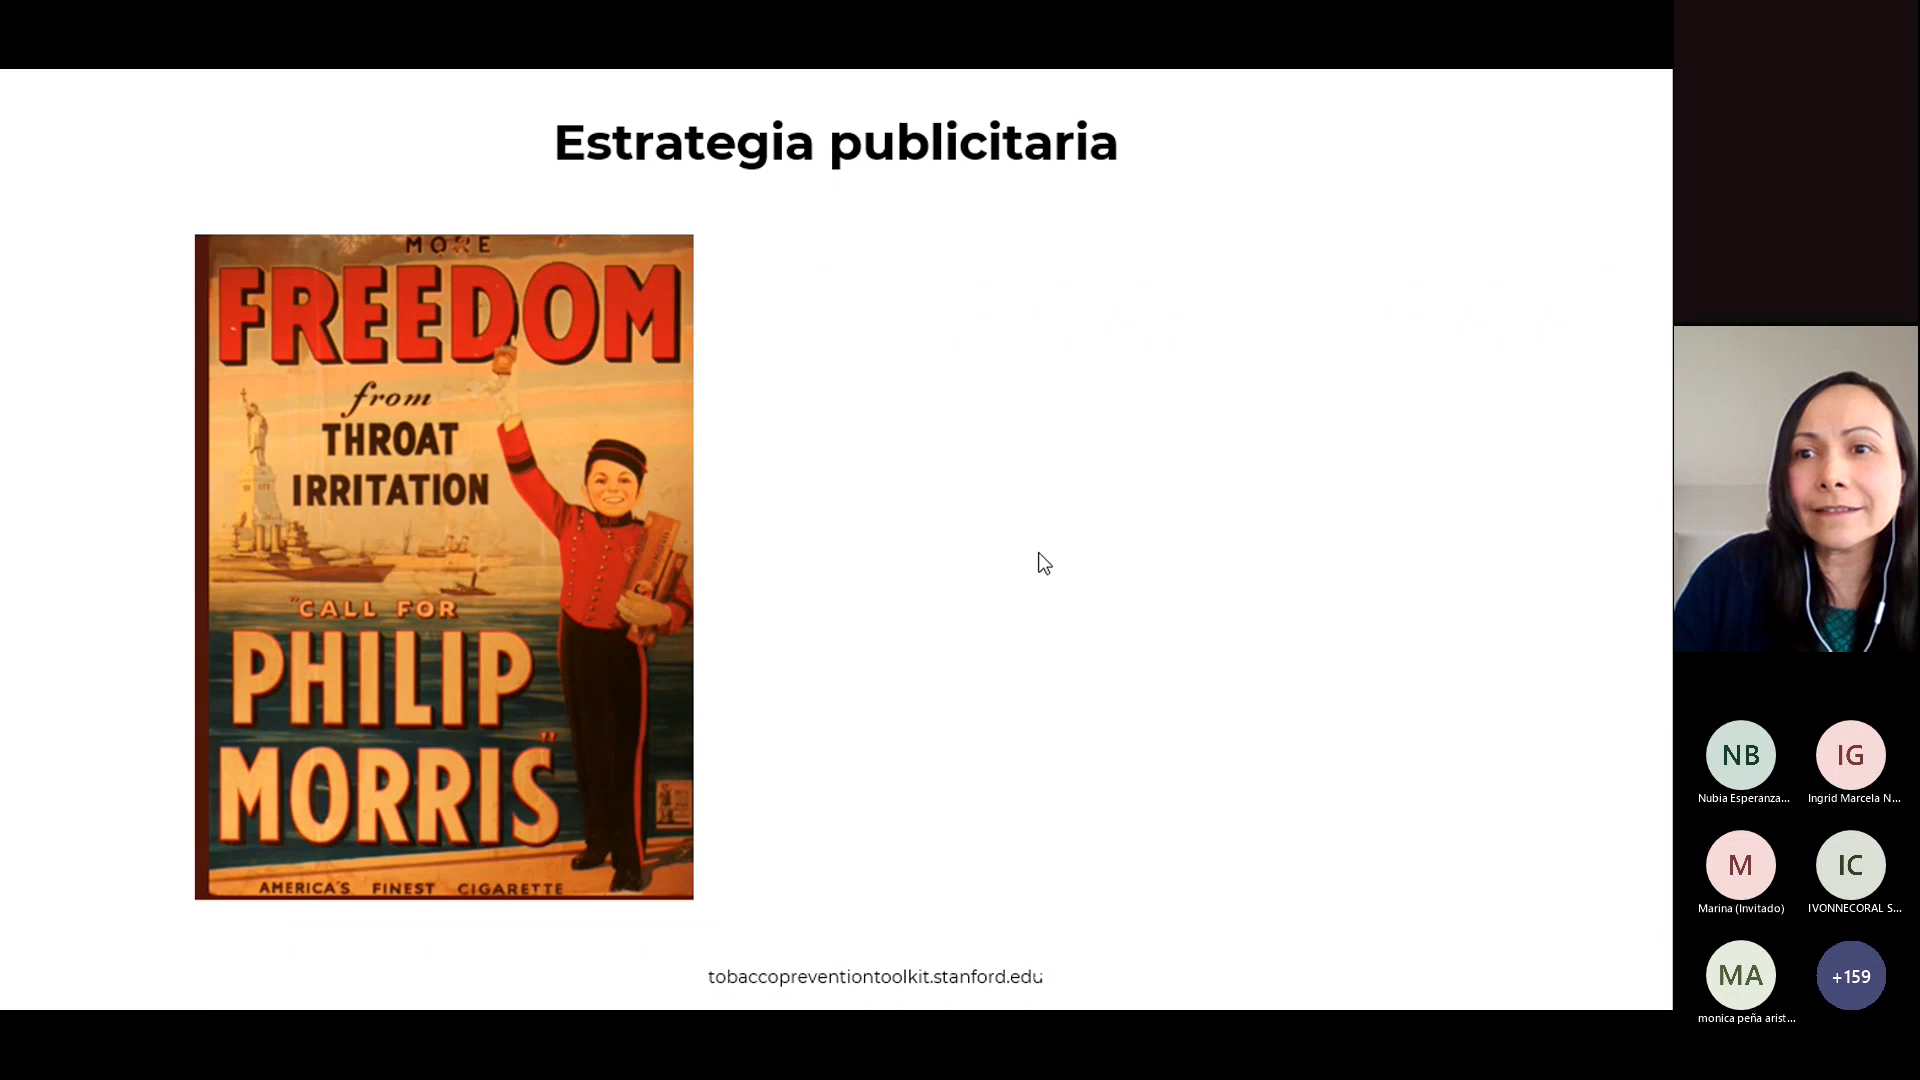 Estrategia publicitaria
MORE
FREEDOM
from
THROAT
IRRITATION
"CALL FOR
PHILIP
MORRIS"
AMERICA'S FINEST CIGARETTE
tobaccopreventiontoolkit.stanford.edu
NB
IG
Nubia Esperanza...
Ingrid Marcela N...
M
IC
Marina (Invitado)
IVONNECORAL S...
MA
+159
monica peña arist...